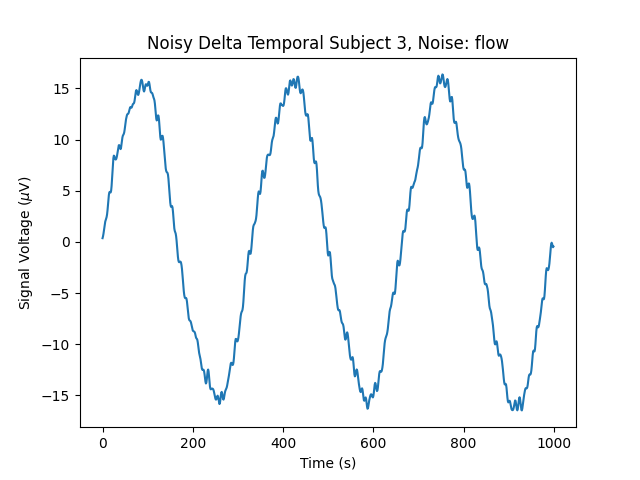 Noisy Delta Temporal Subject 3, Noise: flow
Signal Voltage (μV)
15
10
5
0
−5
−10
−15
0 200 400 600 800 1000
Time (s)